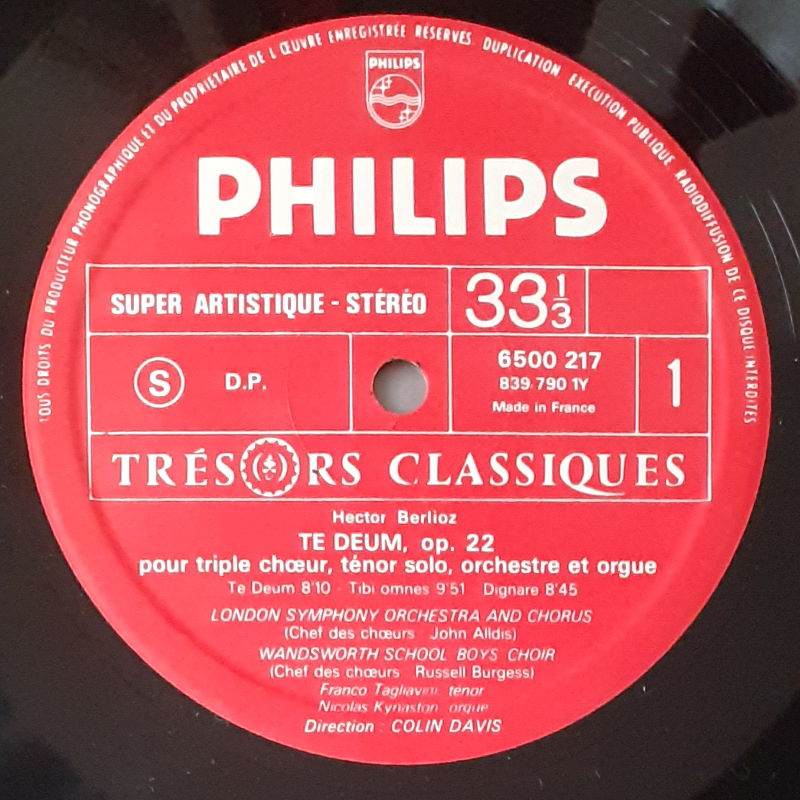 TOUS DROITS DU PRODUCTEUR PHONOGRAPHIQUE ET DU PROPRIETAIRE DE L'ŒUVRE ENREGISTRÉE RESERVES. DUPLICATION EXECUTION PUBLIQUE RADIODIFFUSION DE CE DISQUE INTERDITES
PHILIPS
PHILIPS
SUPER ARTISTIQUE - STÉRÉO
33 1/3
S D.P.
6500 217
839.790 1Y
Made in France
1
TRÉSORS CLASSIQUES
Hector Berlioz
TE DEUM, op. 22
pour triple chœur, ténor solo, orchestre et orgue
Te Deum 8'10 - Tibi omnes 9'51 Dignare 8'45
LONDON SYMPHONY ORCHESTRA AND CHORUS
(Chef des chœurs John Alldis)
WANDSWORTH SCHOOL BOYS CHOIR
(Chef des chœurs Russell Burgess)
Franco Tagliavini ténor
Nicolas Kynaston orgue
Direction : COLIN DAVIS